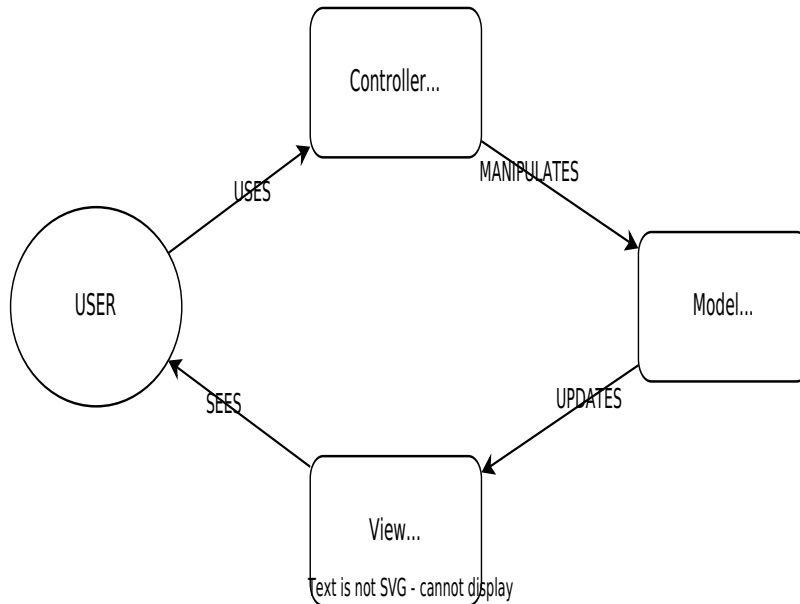 Controller...
USES
MANIPULATES
USER
Model...
SEES
UPDATES
View...
Text is not SVG - cannot display